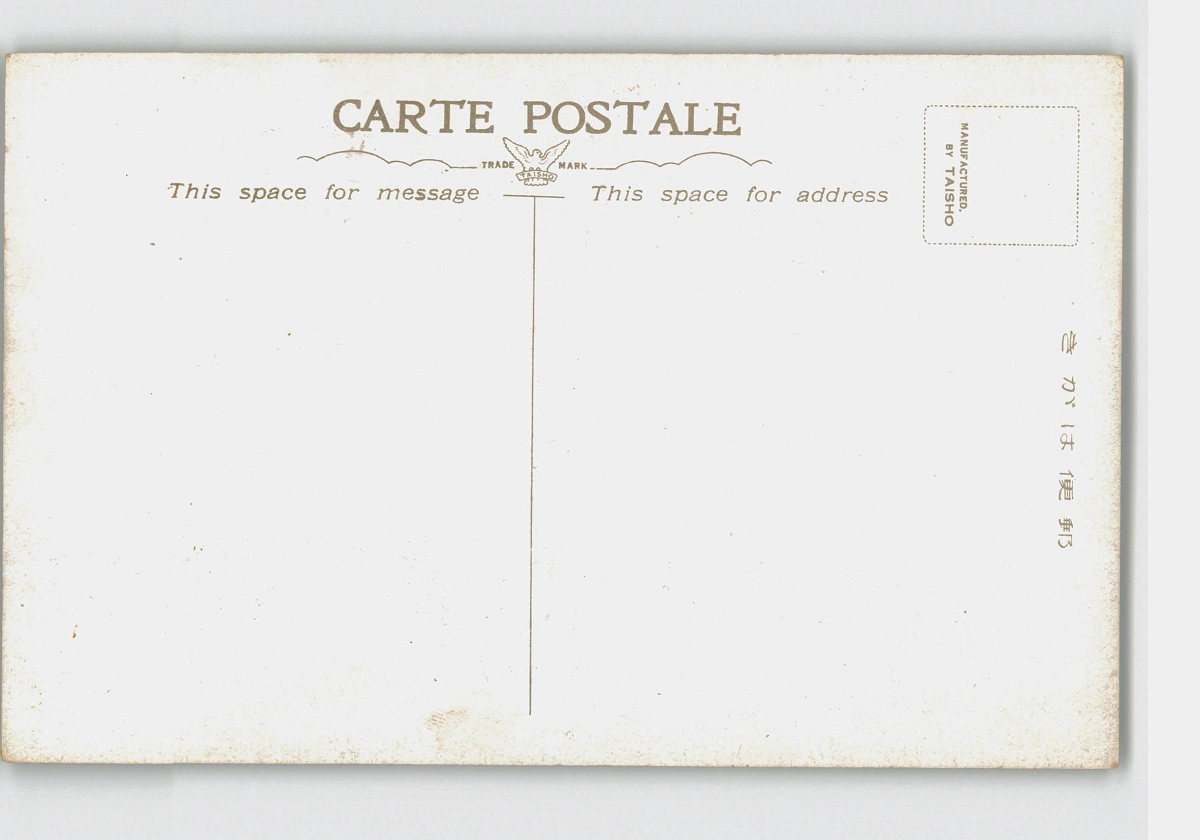 CARTE POSTALE
TRADE MARK
TAISHO
This space for message
This space for address
MANUFACTURED.
BY TAISHO
きがは便郵